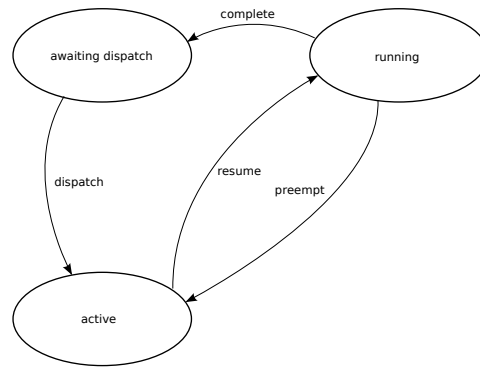 complete
awaiting dispatch
running
resume
dispatch
preempt
active